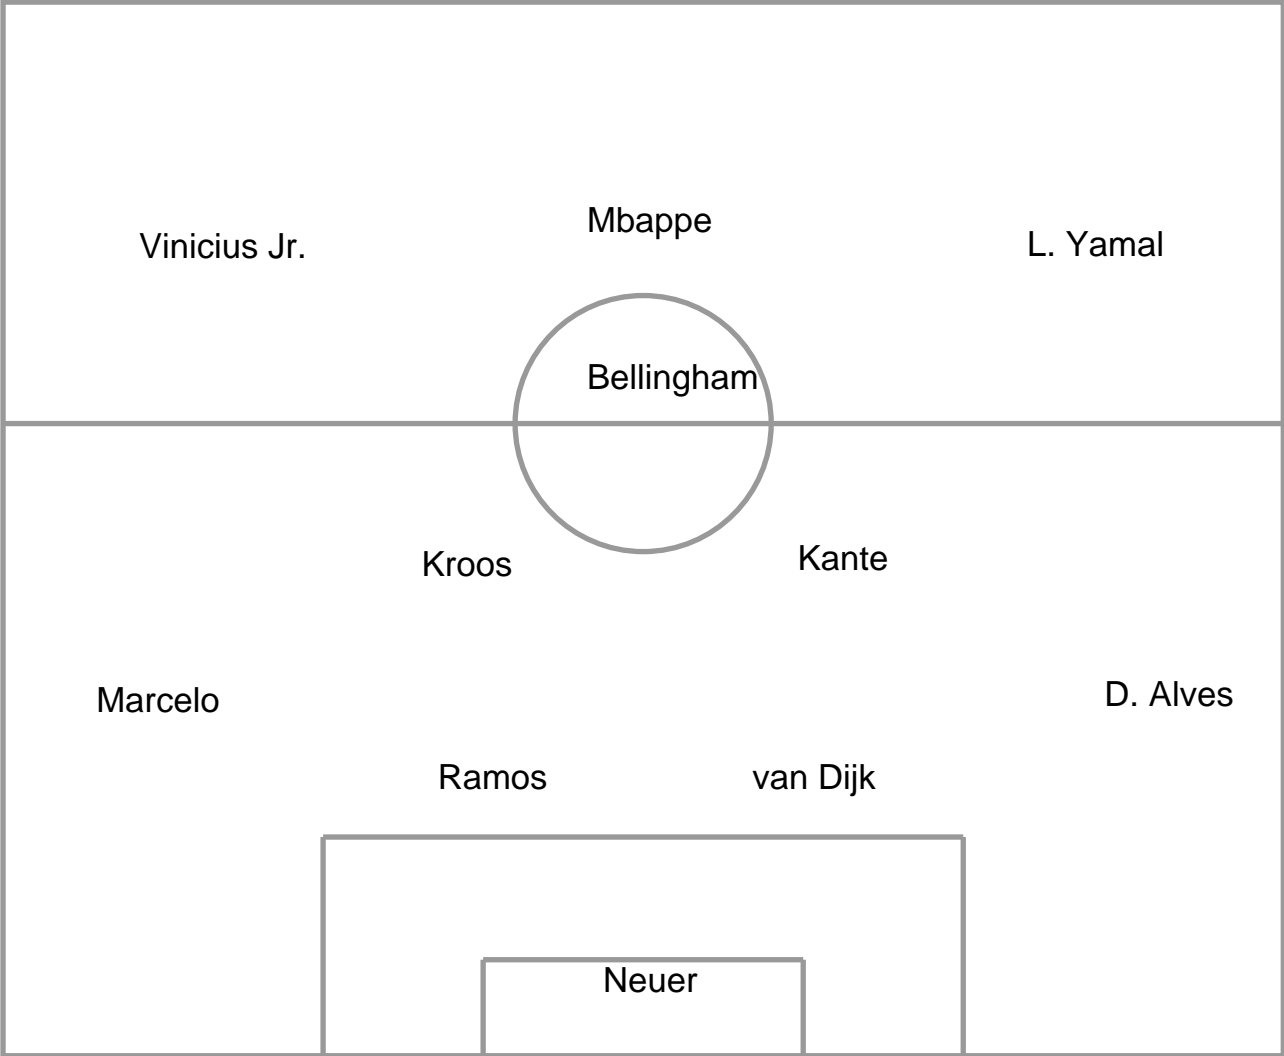 Mbappe
Vinicius Jr.
L. Yamal
Bellingham
Kroos
Kante
Marcelo
D. Alves
Ramos
van Dijk
Neuer